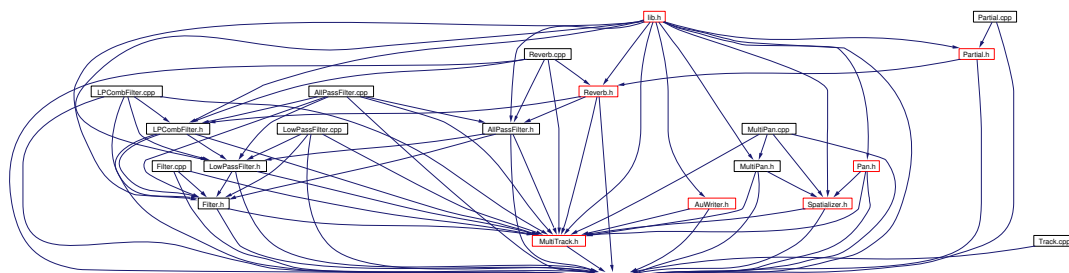 lib.h
Partial.cpp
Reverb.cpp
Partial.h
LPCombFilter.cpp
AllPassFilter.cpp
Reverb.h
LPCombFilter.h
LowPassFilter.cpp
AllPassFilter.h
MultiPan.cpp
Filter.cpp
LowPassFilter.h
MultiPan.h
Pan.h
Filter.h
AuWriter.h
Spatializer.h
MultiTrack.h
Track.cpp